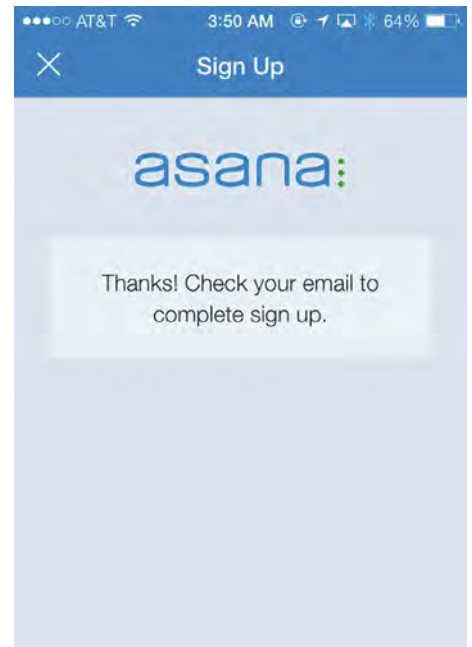 AT&T 3:50 AM 64%
Sign Up
asana:
Thanks! Check your email to
complete sign up.